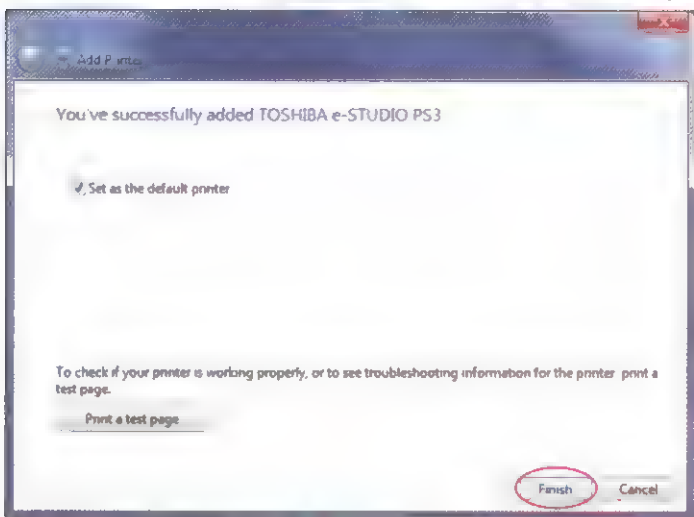 Add Printer
You've successfully added TOSHIBA e-STUDIO PS3
Set as the default printer
To check if your printer is working properly, or to see troubleshooting information for the printer, print a
test page.
Print a test page
Finish Cancel